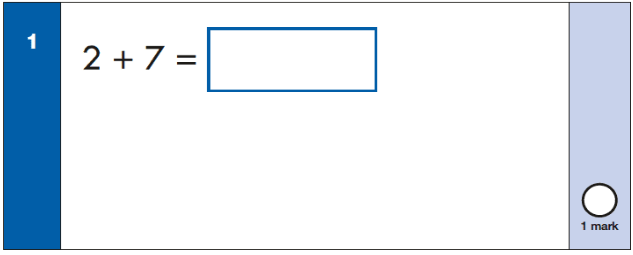 1
2 + 7 =
1 mark